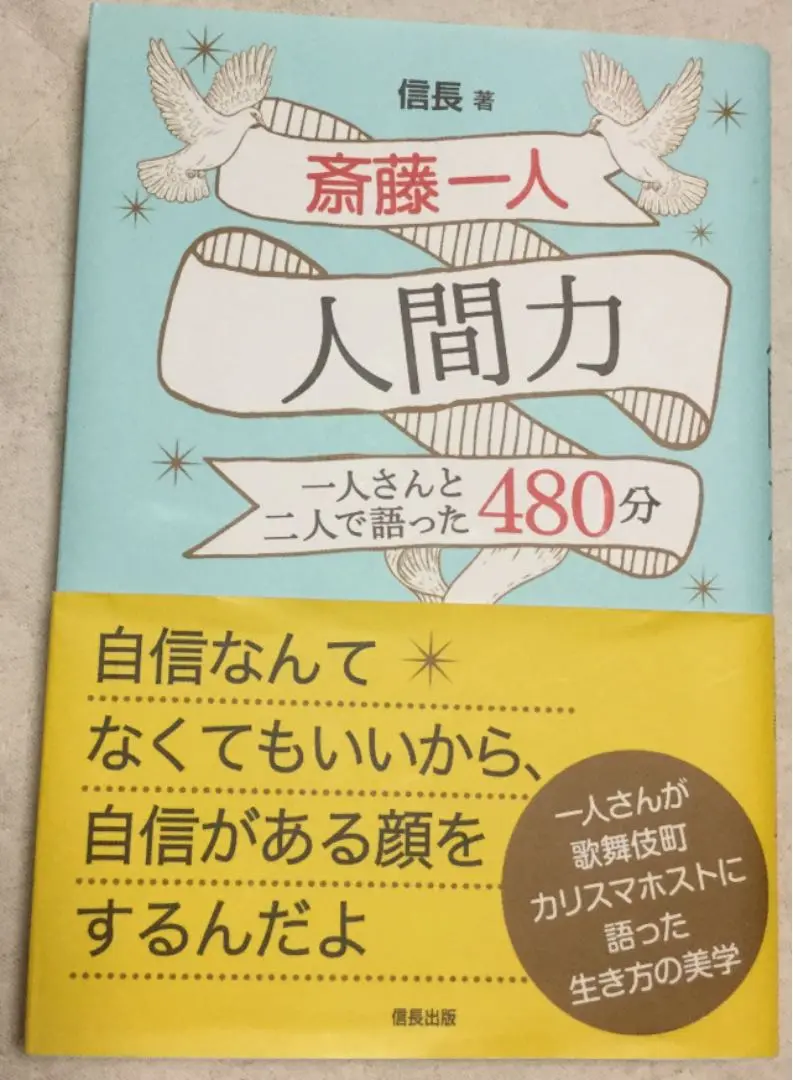 信長 著
斎藤一人
人間力
一人さんと
二人で語った480分
自信なんて
なくてもいいから、
自信がある顔を
するんだよ
一人さんが
歌舞伎町
カリスマホストに
語った
生き方の美学
信長出版